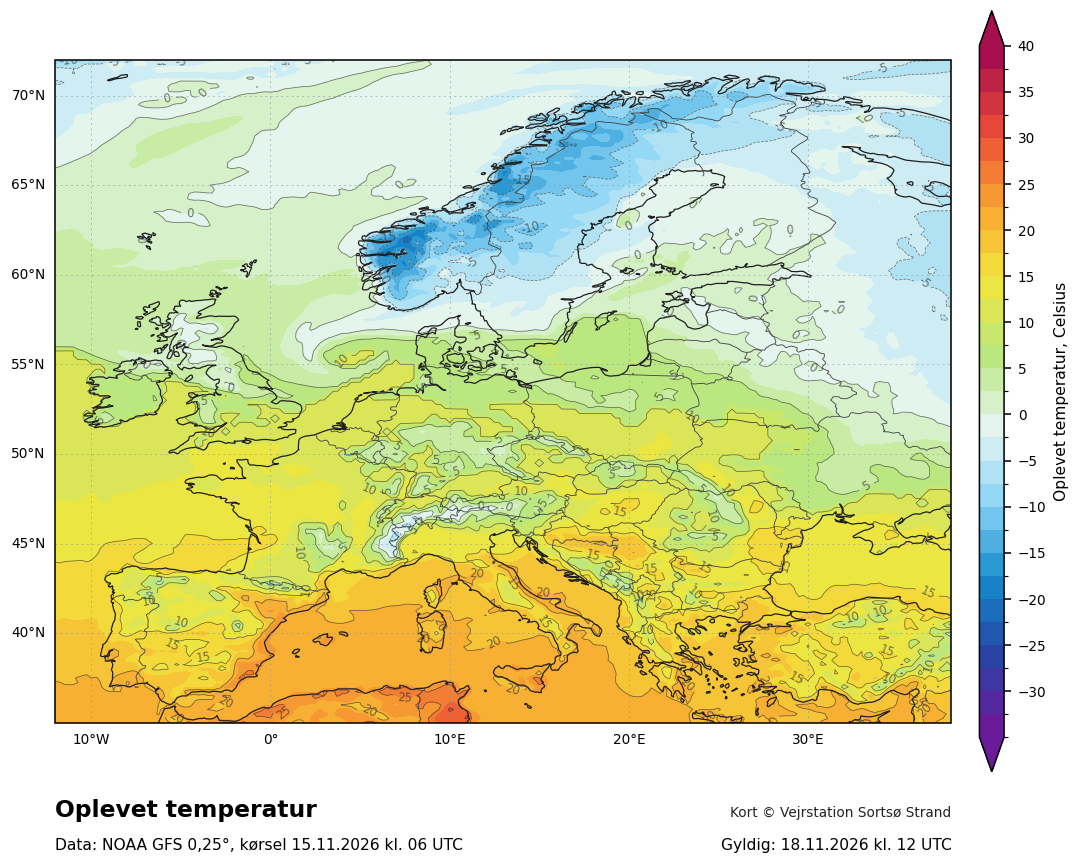 70°N
65°N
60°N
55°N
50°N
45°N
40°N
10°W
0°
10°E
20°E
30°E
40
35
30
25
20
15
10
5
0
−5
−10
−15
−20
−25
−30
Oplevet temperatur, Celsius
Oplevet temperatur
Kort © Vejrstation Sortsø Strand
Data: NOAA GFS 0,25°, kørsel 15.11.2026 kl. 06 UTC
Gyldig: 18.11.2026 kl. 12 UTC